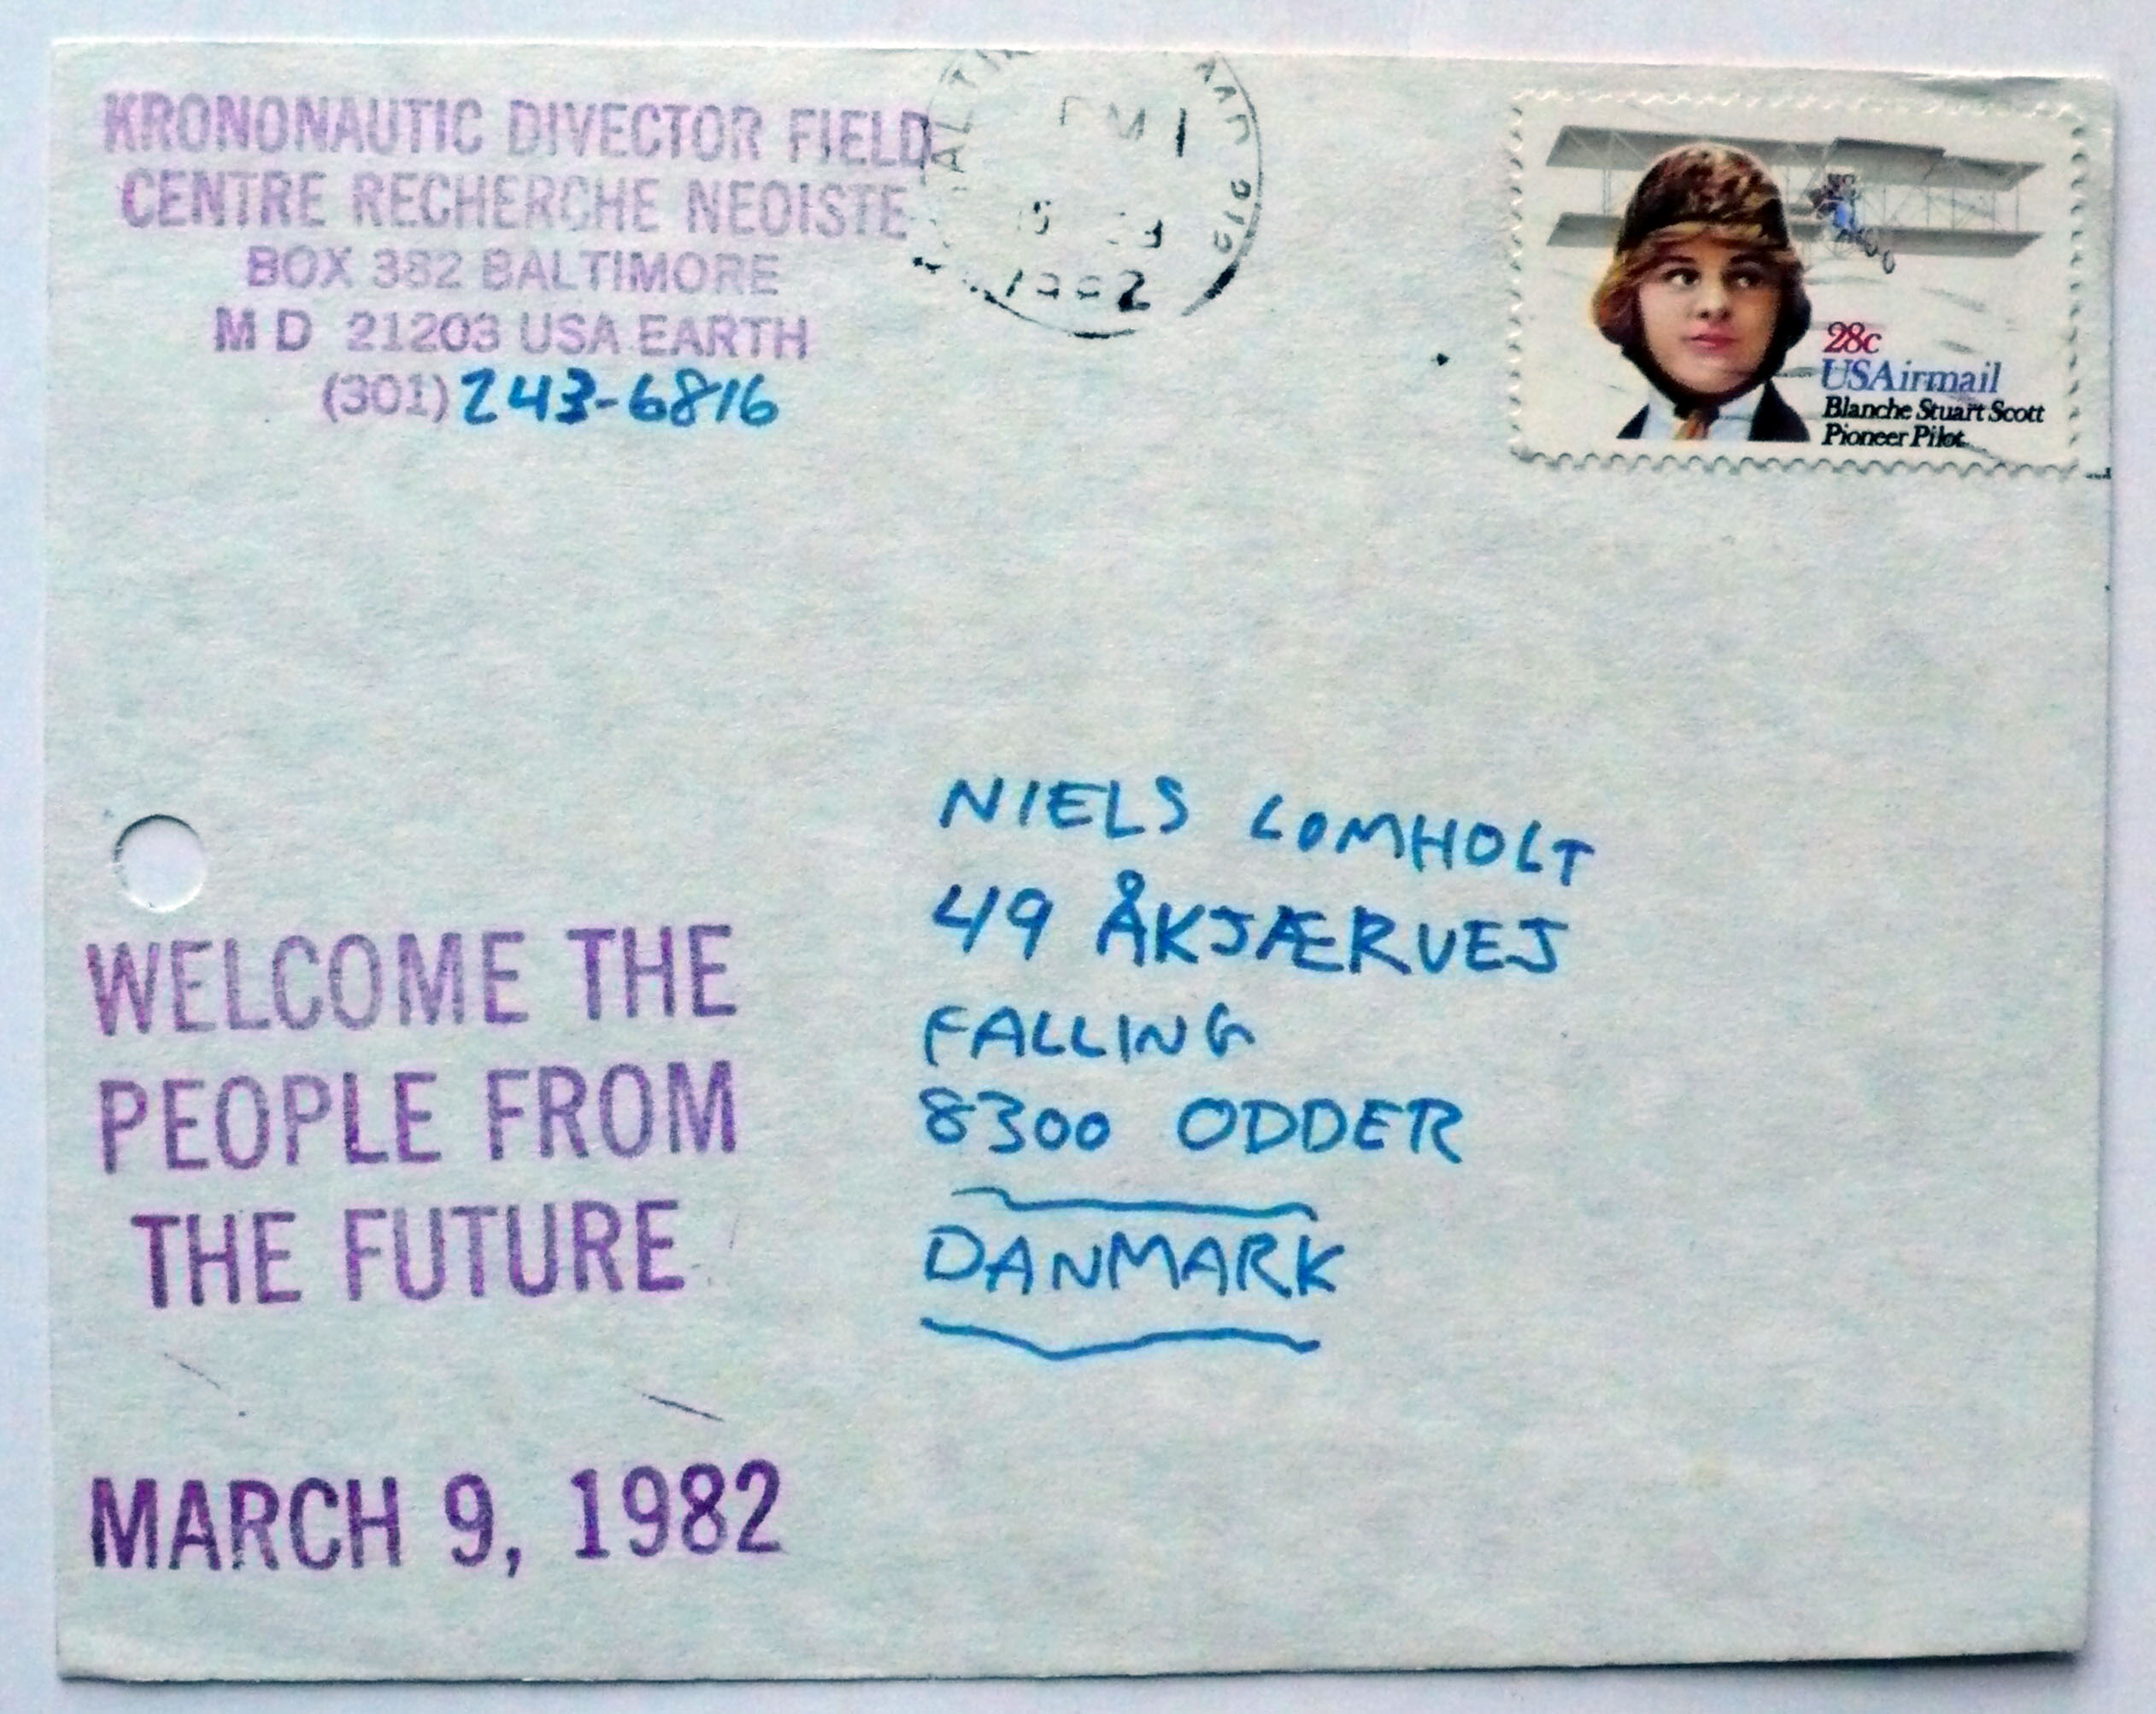 KRONONAUTIC DIVECTOR FIELD
CENTRE RECHERCHE NEOISTE
BOX 382 BALTIMORE
MD 21203 USA EARTH
(301) 243-6816
PM
28c
USAirmail
Blanche Stuart Scott
Pioneer Pilot
NIELS LOMHOLT
49 ÅKJÆRVEJ
FALLING
8300 ODDER
DANMARK
WELCOME THE
PEOPLE FROM
THE FUTURE
MARCH 9, 1982